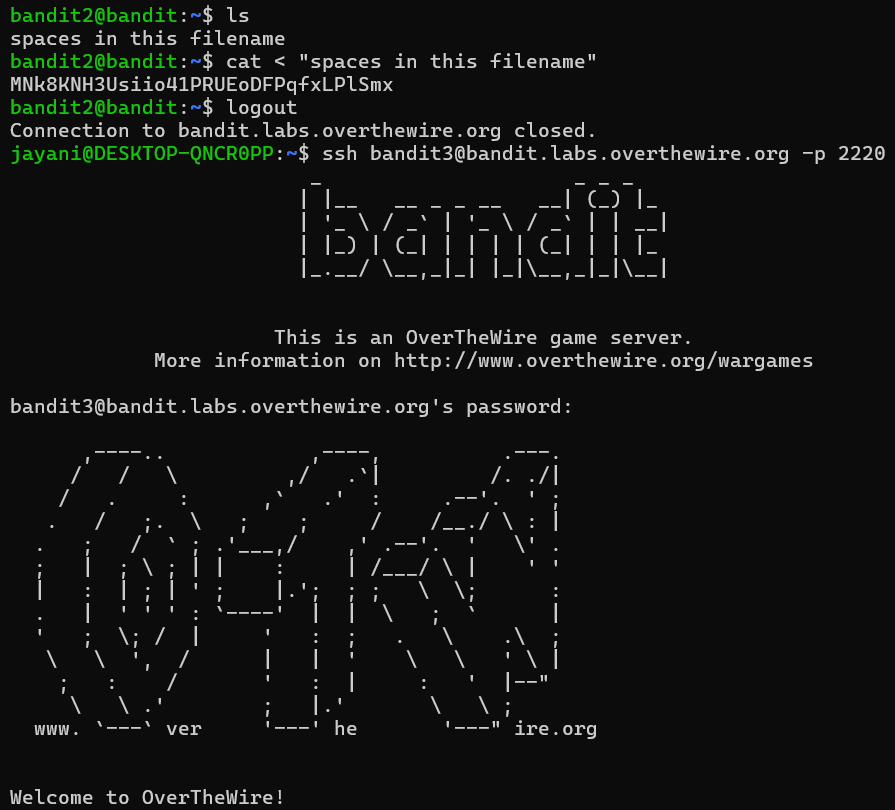 bandit2@bandit:~$ ls
spaces in this filename
bandit2@bandit:~$ cat < "spaces in this filename"
MNk8KNH3Usiio41PRUEoDFPqfxLPlSmx
bandit2@bandit:~$ logout
Connection to bandit.labs.overthewire.org closed.
jayani@DESKTOP-QNCR0PP:~$ ssh bandit3@bandit.labs.overthewire.org -p 2220
bandit
This is an OverTheWire game server.
More information on http://www.overthewire.org/wargames
bandit3@bandit.labs.overthewire.org's password:
www. `---` ver '---' he '---" ire.org
Welcome to OverTheWire!